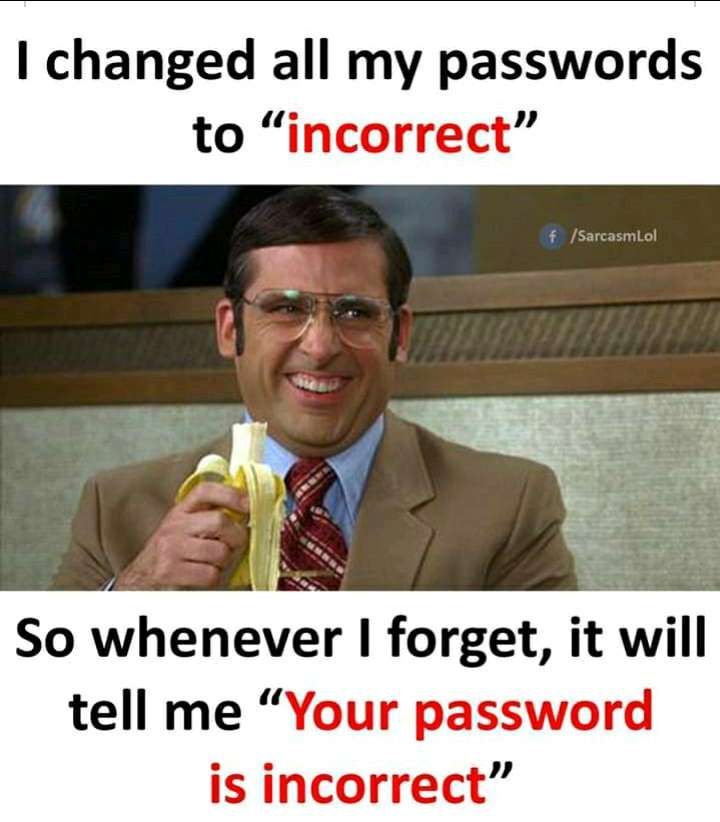 I changed all my passwords
to “incorrect”
f /SarcasmLol
So whenever I forget, it will
tell me “Your password
is incorrect”